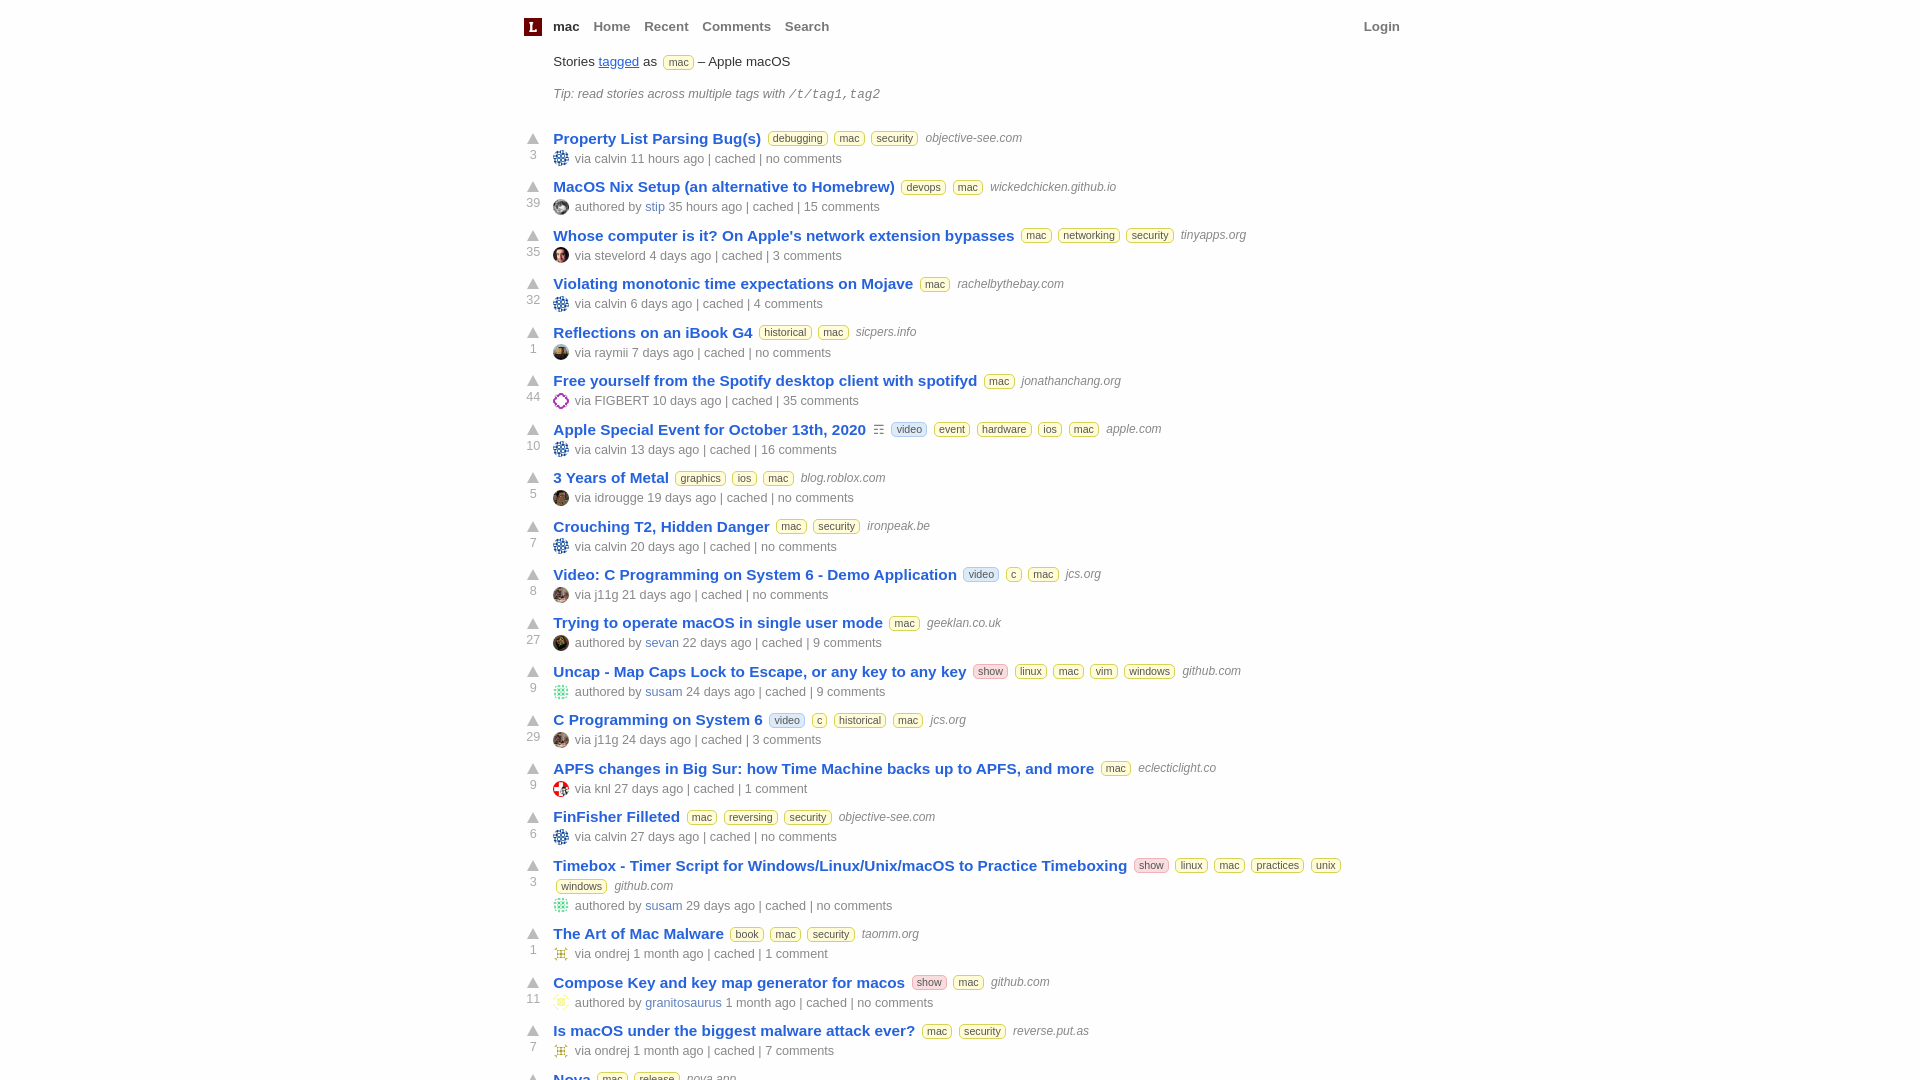 L mac Home Recent Comments Search Login
Stories tagged as mac – Apple macOS
Tip: read stories across multiple tags with /t/tag1,tag2
Property List Parsing Bug(s) debugging mac security objective-see.com
3 via calvin 11 hours ago | cached | no comments
MacOS Nix Setup (an alternative to Homebrew) devops mac wickedchicken.github.io
39 authored by stip 35 hours ago | cached | 15 comments
Whose computer is it? On Apple's network extension bypasses mac networking security tinyapps.org
35 via stevelord 4 days ago | cached | 3 comments
Violating monotonic time expectations on Mojave mac rachelbythebay.com
32 via calvin 6 days ago | cached | 4 comments
Reflections on an iBook G4 historical mac sicpers.info
1 via raymii 7 days ago | cached | no comments
Free yourself from the Spotify desktop client with spotifyd mac jonathanchang.org
44 via FIGBERT 10 days ago | cached | 35 comments
Apple Special Event for October 13th, 2020 ☶ video event hardware ios mac apple.com
10 via calvin 13 days ago | cached | 16 comments
3 Years of Metal graphics ios mac blog.roblox.com
5 via idrougge 19 days ago | cached | no comments
Crouching T2, Hidden Danger mac security ironpeak.be
7 via calvin 20 days ago | cached | no comments
Video: C Programming on System 6 - Demo Application video c mac jcs.org
8 via j11g 21 days ago | cached | no comments
Trying to operate macOS in single user mode mac geeklan.co.uk
27 authored by sevan 22 days ago | cached | 9 comments
Uncap - Map Caps Lock to Escape, or any key to any key show linux mac vim windows github.com
9 authored by susam 24 days ago | cached | 9 comments
C Programming on System 6 video c historical mac jcs.org
29 via j11g 24 days ago | cached | 3 comments
APFS changes in Big Sur: how Time Machine backs up to APFS, and more mac eclecticlight.co
9 via knl 27 days ago | cached | 1 comment
FinFisher Filleted mac reversing security objective-see.com
6 via calvin 27 days ago | cached | no comments
Timebox - Timer Script for Windows/Linux/Unix/macOS to Practice Timeboxing show linux mac practices unix
3 windows github.com
authored by susam 29 days ago | cached | no comments
The Art of Mac Malware book mac security taomm.org
1 via ondrej 1 month ago | cached | 1 comment
Compose Key and key map generator for macos show mac github.com
11 authored by granitosaurus 1 month ago | cached | no comments
Is macOS under the biggest malware attack ever? mac security reverse.put.as
7 via ondrej 1 month ago | cached | 7 comments
Nova mac release nova.app